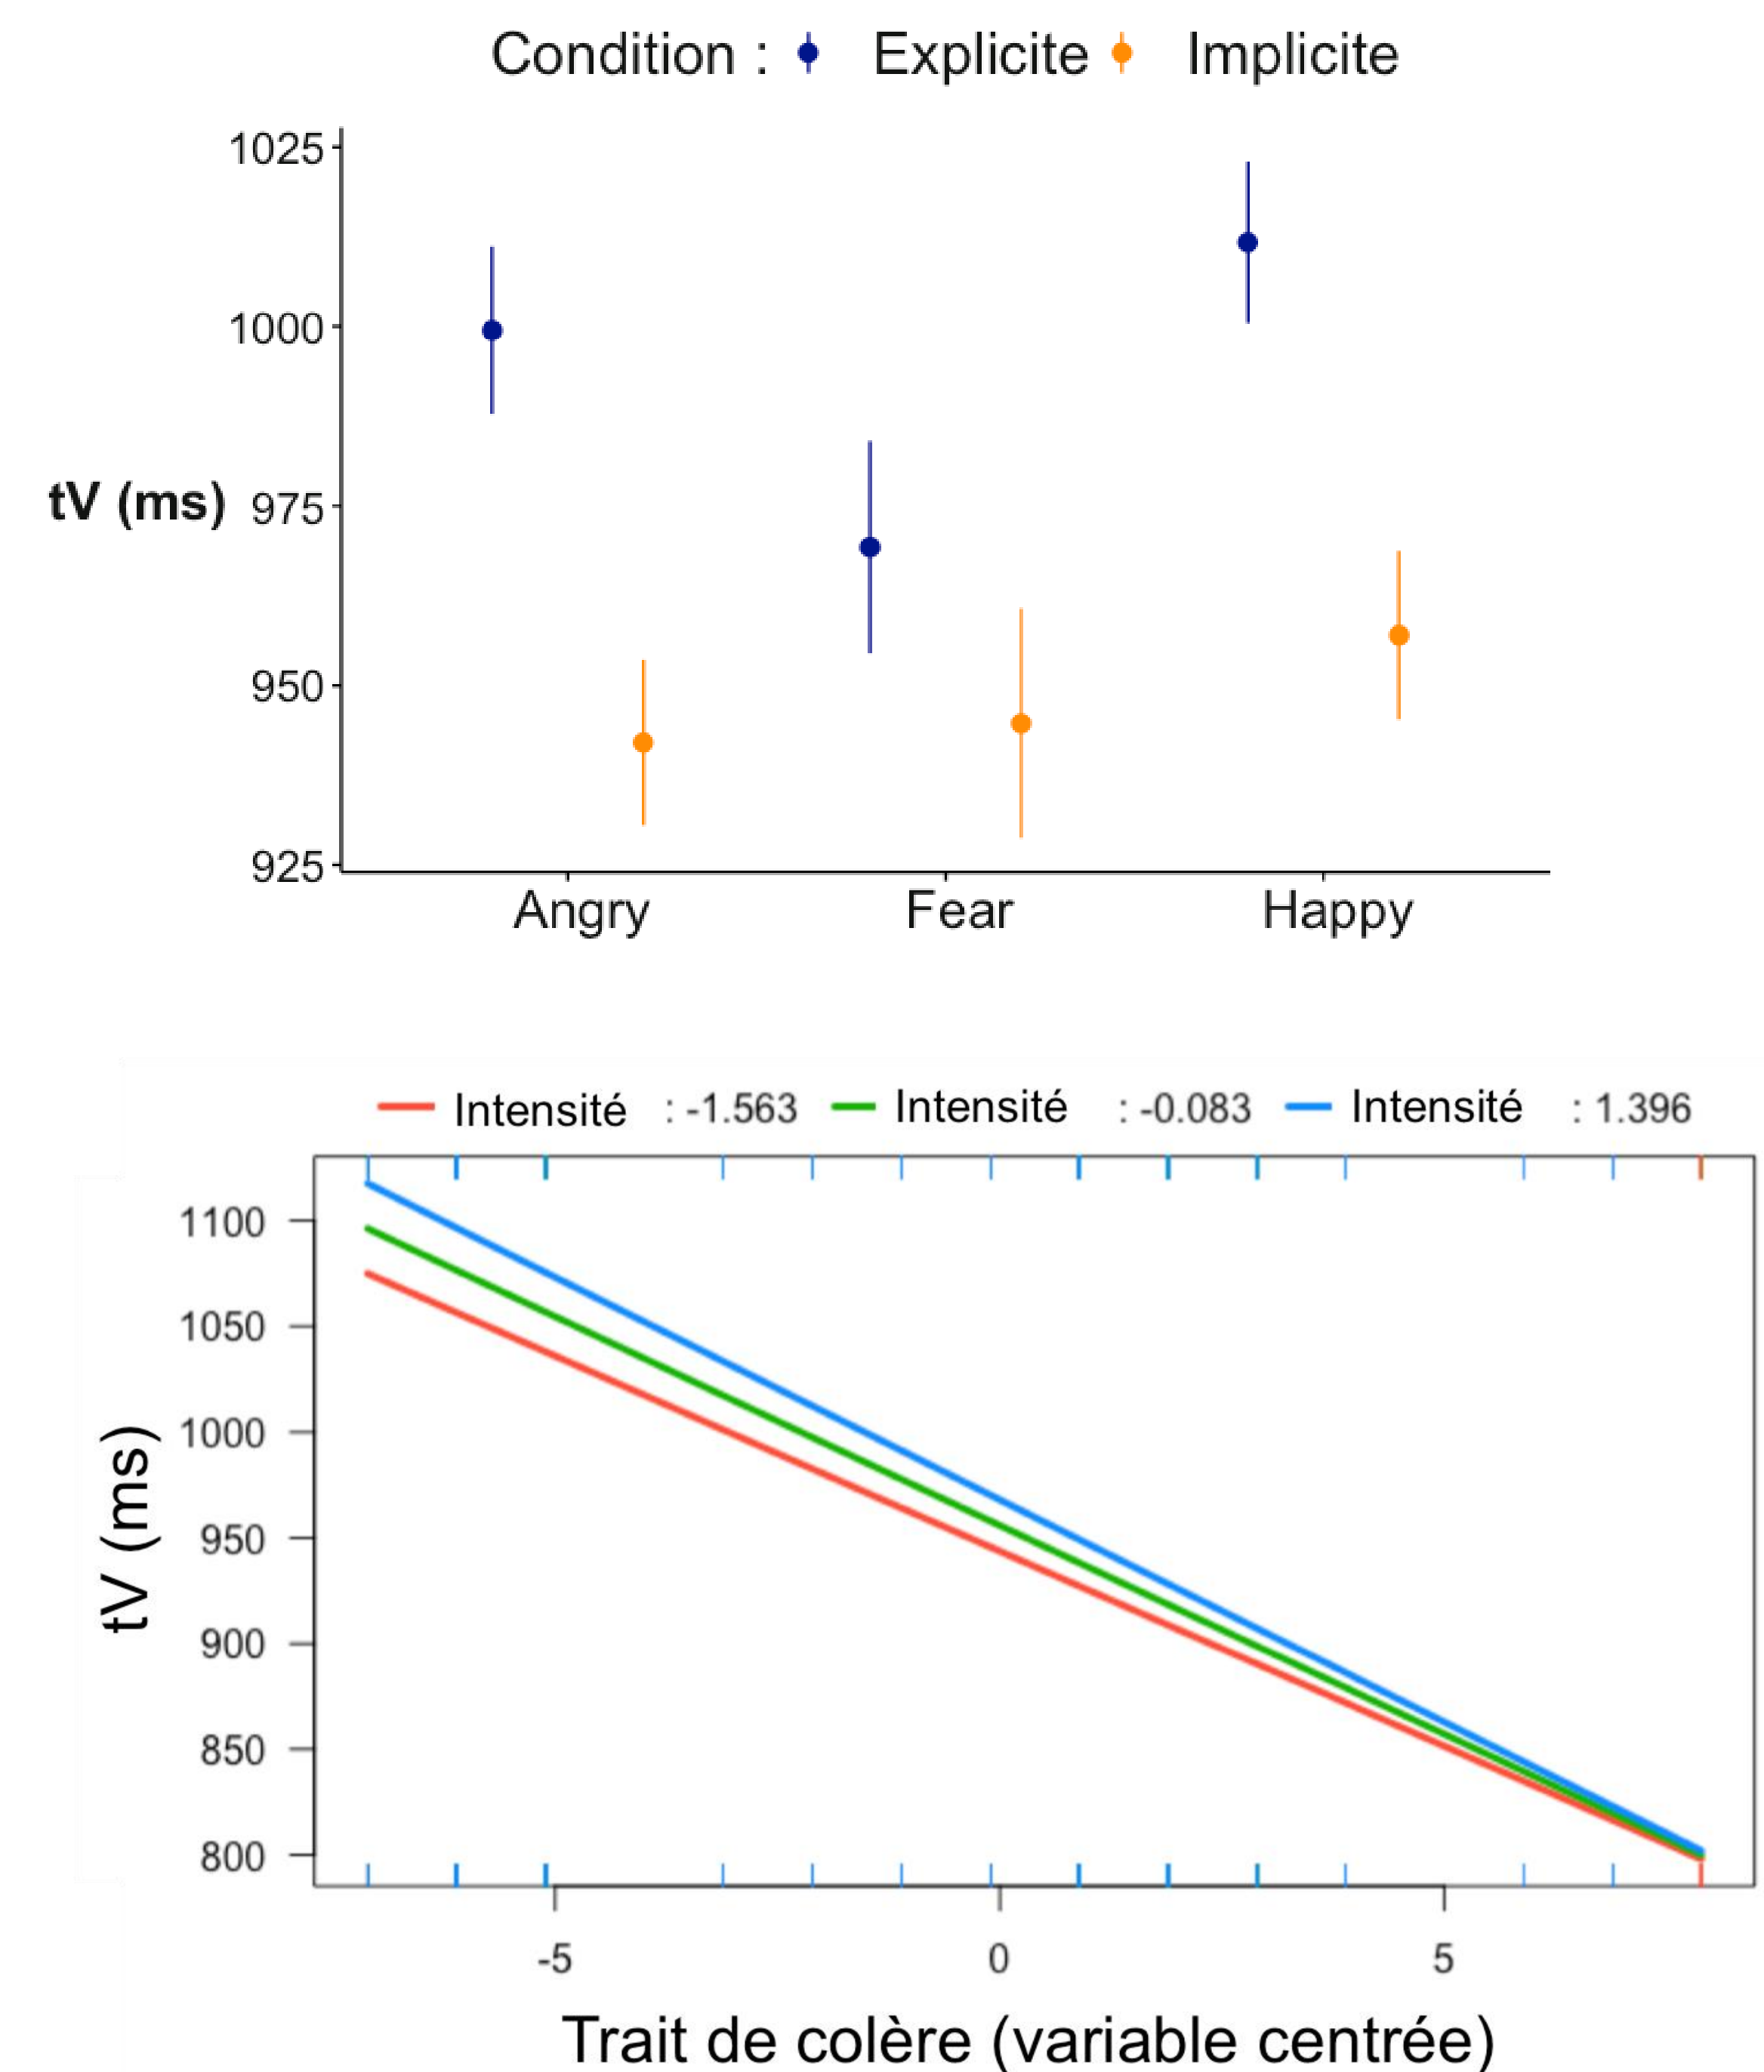 Condition : Explicite Implicite
1025
1000
tV (ms) 975
950
925
Angry Fear Happy
Intensité : -1.563 Intensité : -0.083 Intensité : 1.396
1100
1050
1000
950
900
850
800
tV (ms)
-5 0 5
Trait de colère (variable centrée)